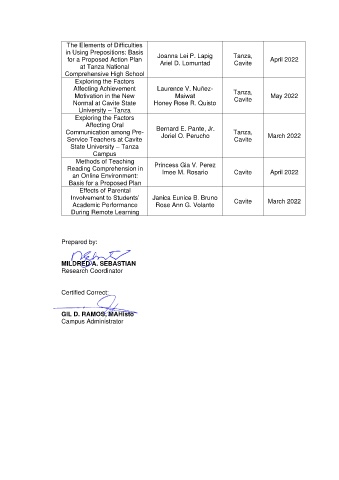 The Elements of Difficulties
in Using Prepositions: Basis
for a Proposed Action Plan
at Tanza National
Comprehensive High School
Joanna Lei P. Lapig
Ariel D. Lomuntad
Tanza,
Cavite
April 2022
Exploring the Factors
Affecting Achievement
Motivation in the New
Normal at Cavite State
University – Tanza
Laurence V. Nuñez-
Maiwat
Honey Rose R. Quisto
Tanza,
Cavite
May 2022
Exploring the Factors
Affecting Oral
Communication among Pre-
Service Teachers at Cavite
State University – Tanza
Campus
Bernard E. Pante, Jr.
Joriel O. Perucho
Tanza,
Cavite
March 2022
Methods of Teaching
Reading Comprehension in
an Online Environment:
Basis for a Proposed Plan
Princess Gia V. Perez
Imee M. Rosario
Cavite
April 2022
Effects of Parental
Involvement to Students'
Academic Performance
During Remote Learning
Janica Eunice B. Bruno
Rose Ann G. Volante
Cavite
March 2022
Prepared by:
MILDRED A. SEBASTIAN
Research Coordinator
Certified Correct:
GIL D. RAMOS, MAHisto
Campus Administrator